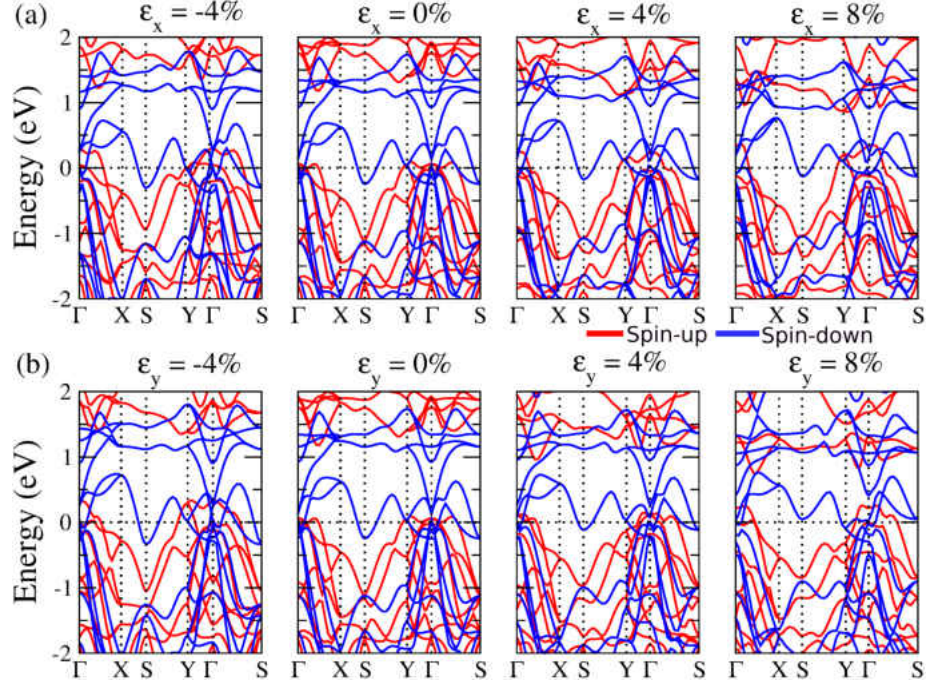 (a) εx = -4% εx = 0% εx = 4% εx = 8%
Energy (eV)
2
1
0
-1
-2
Γ X S Y Γ S Γ X S Y Γ S Γ X S Y Γ S Γ X S Y Γ S
Spin-up Spin-down
(b) εy = -4% εy = 0% εy = 4% εy = 8%
Energy (eV)
2
1
0
-1
-2
Γ X S Y Γ S Γ X S Y Γ S Γ X S Y Γ S Γ X S Y Γ S